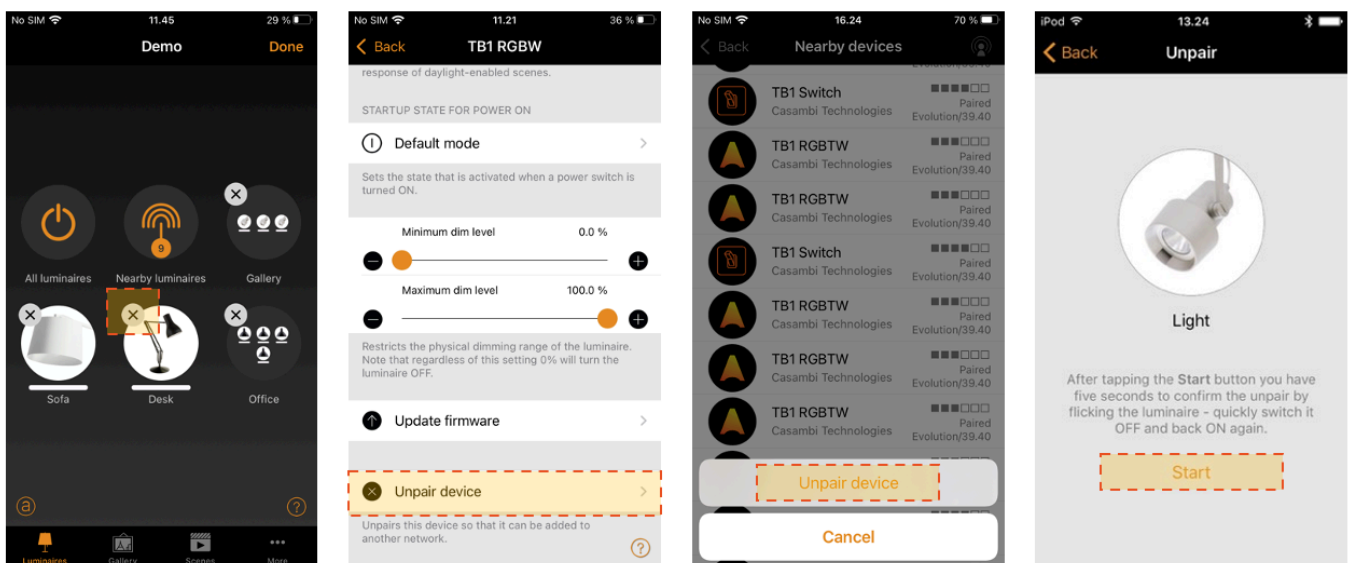 No SIM 11.45 29 %
Demo Done
All luminaires Nearby luminaires Gallery
9
Sofa Desk Office
a ?
Luminaires Gallery Scenes More
No SIM 11.21 36 %
Back TB1 RGBW
response of daylight-enabled scenes.
STARTUP STATE FOR POWER ON
Default mode
Sets the state that is activated when a power switch is
turned ON.
Minimum dim level 0.0 %
Maximum dim level 100.0 %
Restricts the physical dimming range of the luminaire.
Note that regardless of this setting 0% will turn the
luminaire OFF.
Update firmware
Unpair device
Unpairs this device so that it can be added to
another network.
?
No SIM 16.24 70 %
Back Nearby devices
TB1 Switch
Casambi Technologies
Paired
Evolution/39.40
TB1 RGBTW
Casambi Technologies
Paired
Evolution/39.40
TB1 RGBTW
Casambi Technologies
Paired
Evolution/39.40
TB1 Switch
Casambi Technologies
Paired
Evolution/39.40
TB1 RGBTW
Casambi Technologies
Paired
Evolution/39.40
TB1 RGBTW
Casambi Technologies
Paired
Evolution/39.40
TB1 RGBTW
Casambi Technologies
Paired
Evolution/39.40
Unpair device
Cancel
iPod 13.24
Back Unpair
Light
After tapping the Start button you have
five seconds to confirm the unpair by
flicking the luminaire - quickly switch it
OFF and back ON again.
Start